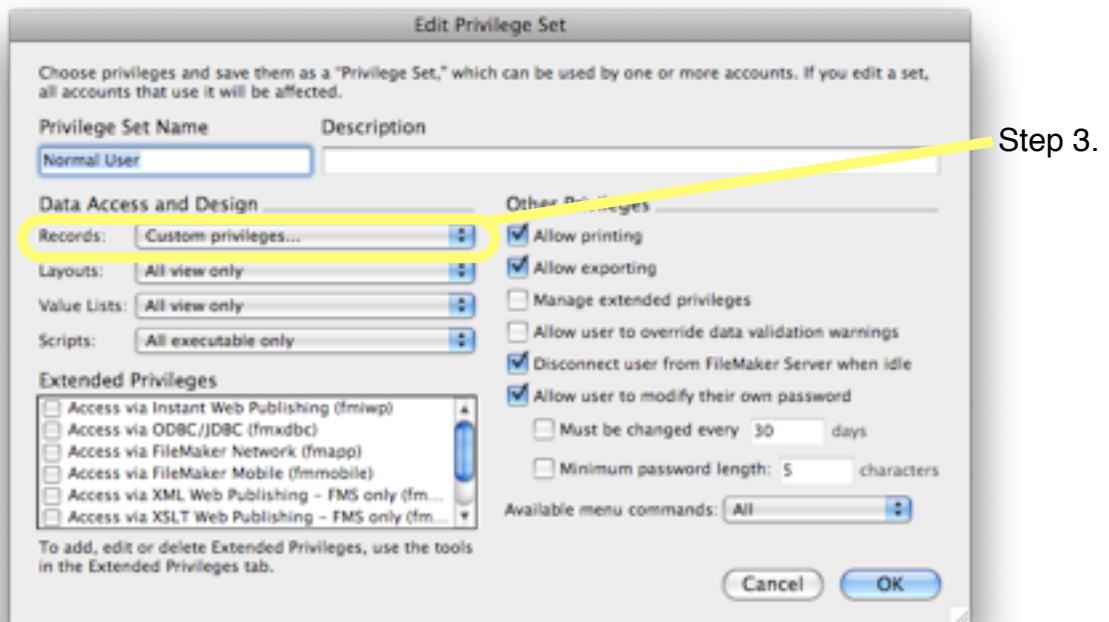 Edit Privilege Set
Choose privileges and save them as a "Privilege Set," which can be used by one or more accounts. If you edit a set,
all accounts that use it will be affected.
Privilege Set Name
Description
Normal User
Step 3.
Data Access and Design
Records: Custom privileges...
Layouts: All view only
Value Lists: All view only
Scripts: All executable only
Extended Privileges
Access via Instant Web Publishing (fmiwp)
Access via ODBC/JDBC (fmxdbc)
Access via FileMaker Network (fmapp)
Access via FileMaker Mobile (fmmobile)
Access via XML Web Publishing - FMS only (fm...
Access via XSLT Web Publishing - FMS only (fm...
To add, edit or delete Extended Privileges, use the tools
in the Extended Privileges tab.
Other Privileges
Allow printing
Allow exporting
Manage extended privileges
Allow user to override data validation warnings
Disconnect user from FileMaker Server when idle
Allow user to modify their own password
Must be changed every 30 days
Minimum password length: 5 characters
Available menu commands: All
Cancel
OK